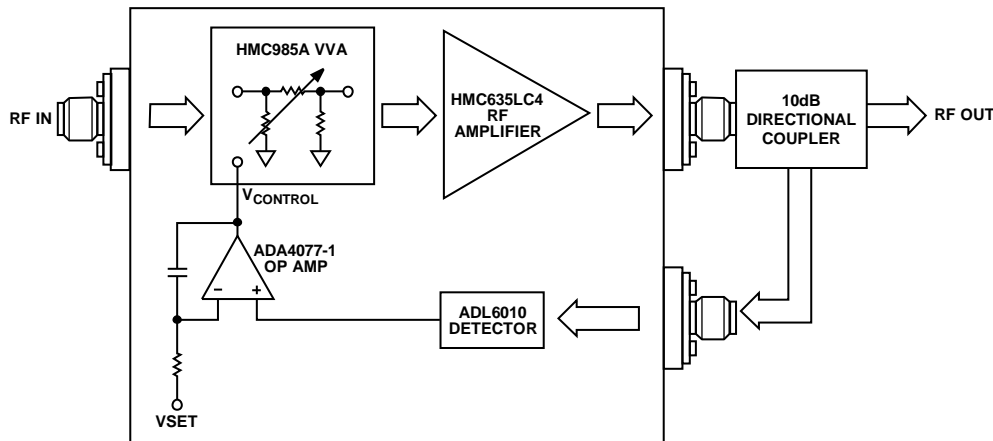 HMC985A VVA
RF IN
HMC635LC4
RF
AMPLIFIER
10dB
DIRECTIONAL
COUPLER
RF OUT
VCONTROL
ADA4077-1
OP AMP
–
+
ADL6010
DETECTOR
VSET